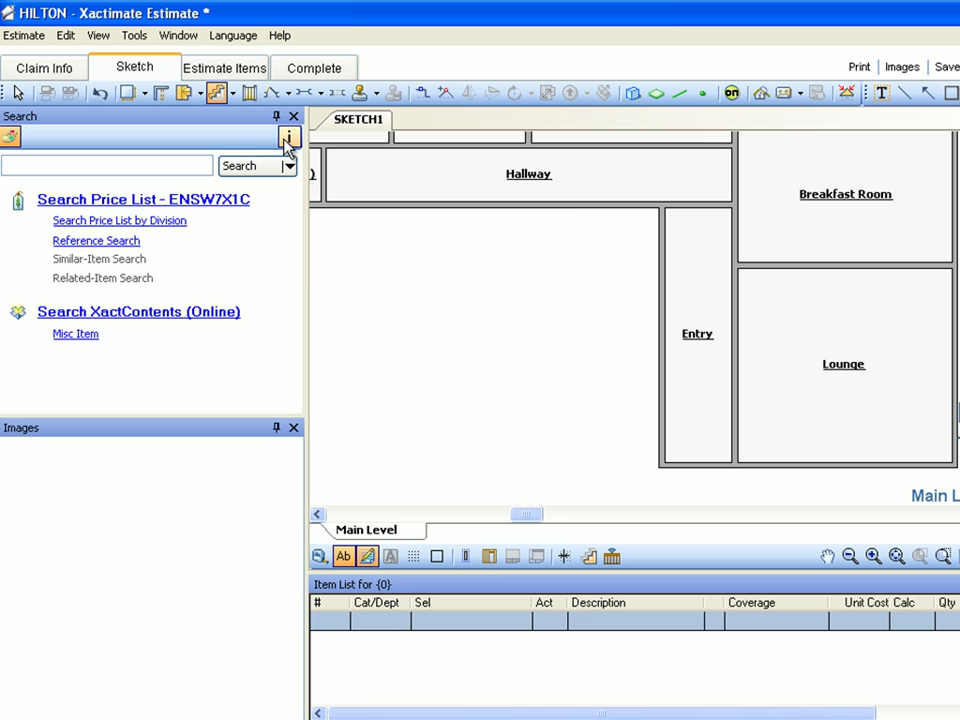 HILTON - Xactimate Estimate *
Estimate Edit View Tools Window Language Help
Claim Info Sketch Estimate Items Complete Print Images Save
on T
Search
i
SKETCH1
Search
Hallway
)
Breakfast Room
Search Price List - ENSW7X1C
Search Price List by Division
Reference Search
Similar-Item Search
Related-Item Search
Search XactContents (Online)
Misc Item
Entry
Lounge
Images
Main L
Main Level
Ab A
Item List for {0}
# Cat/Dept Sel Act Description Coverage Unit Cost Calc Qty